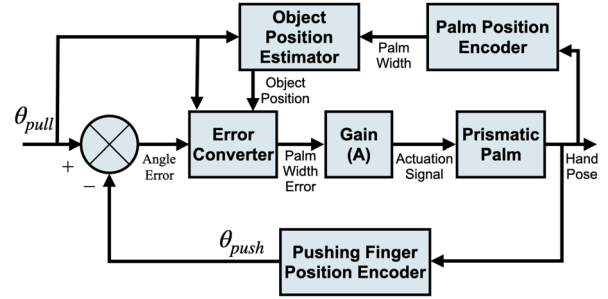 Object
Position
Estimator
Palm
Width
Palm Position
Encoder
Object
Position
θpull
+
−
Angle
Error
Error
Converter
Palm
Width
Error
Gain
(A)
Actuation
Signal
Prismatic
Palm
Hand
Pose
θpush
Pushing Finger
Position Encoder